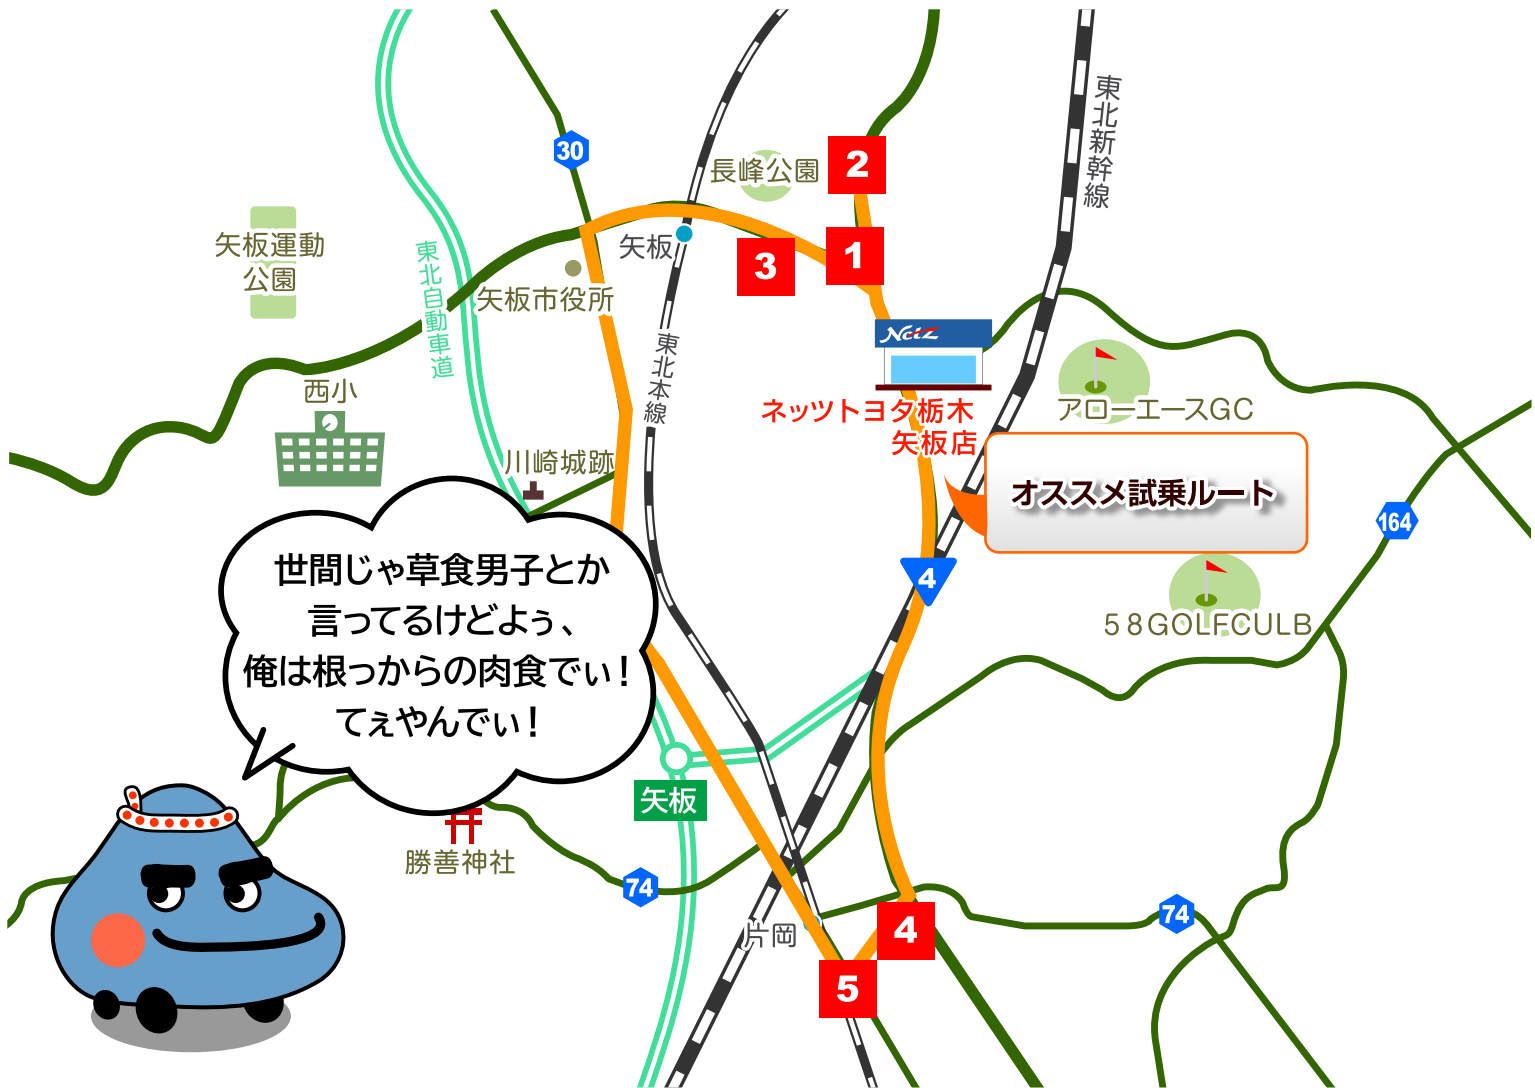 東北新幹線
30
2
長峰公園
矢板運動
公園
矢板
1
3
東北自動車道
矢板市役所
Netz
東北本線
西小
ネッツトヨタ栃木
矢板店
アローエースGC
川崎城跡
オススメ試乗ルート
164
4
世間じゃ草食男子とか
言ってるけどよぅ、
俺は根っからの肉食でぃ!
てぇやんでぃ!
58GOLFCULB
矢板
勝善神社
74
74
片岡
4
5